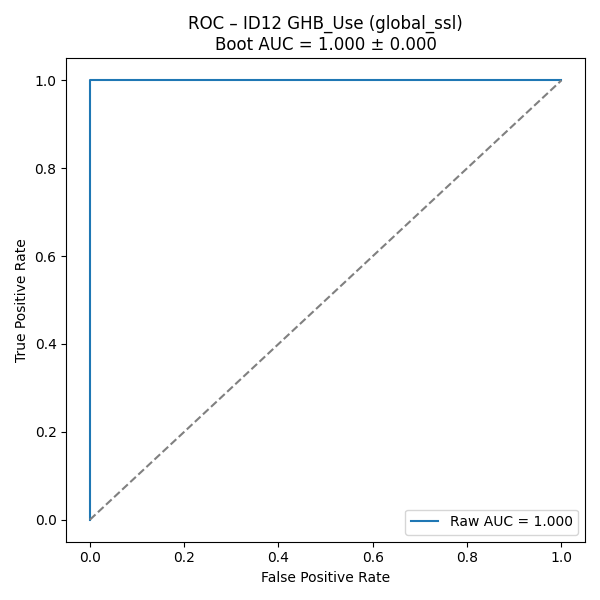 ROC – ID12 GHB_Use (global_ssl)
Boot AUC = 1.000 ± 0.000
True Positive Rate
1.0
0.8
0.6
0.4
0.2
0.0
Raw AUC = 1.000
0.0 0.2 0.4 0.6 0.8 1.0
False Positive Rate